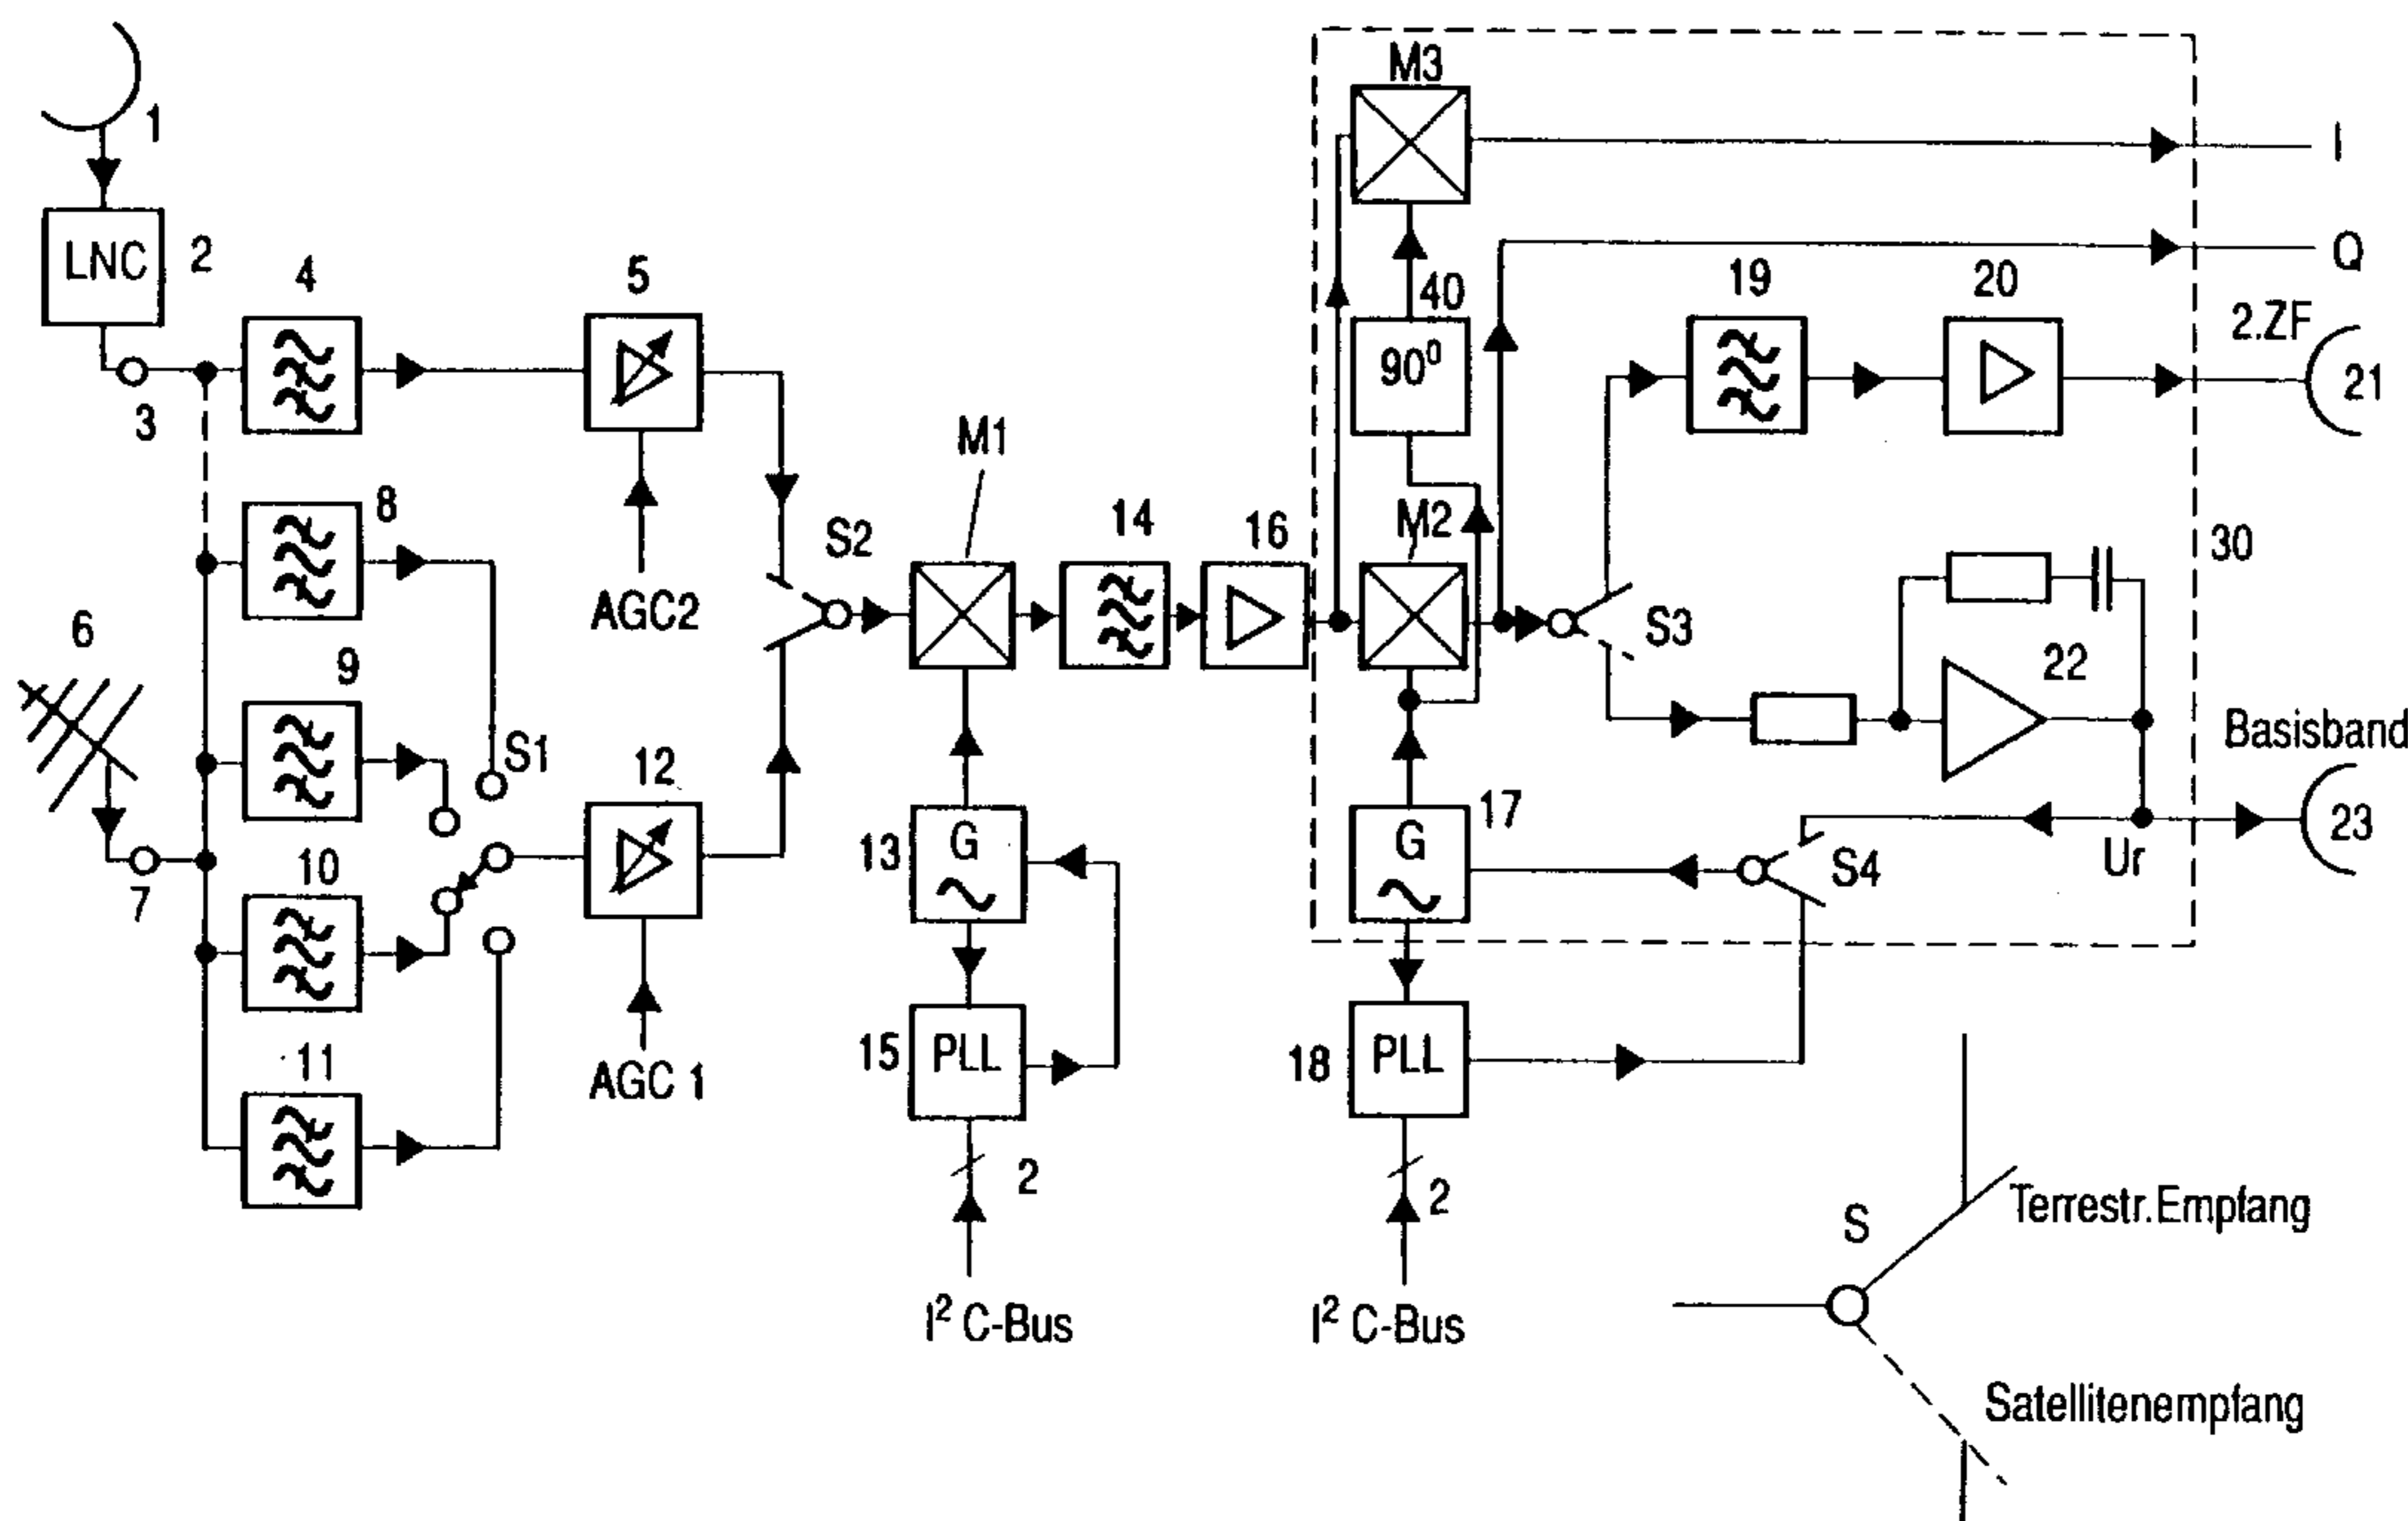 M3
1
I
LNC
2
Q
4
5
40
19
20
2.ZF
90⁰
21
3
M1
8
S2
14
16
M2
30
AGC2
S3
6
9
22
S1
12
Basisband
17
13
G
G
23
10
7
S4
Ur
11
AGC 1
15
PLL
18
PLL
2
2
S
Terrestr.Empfang
I² C-Bus
I² C-Bus
Satellitenempfang